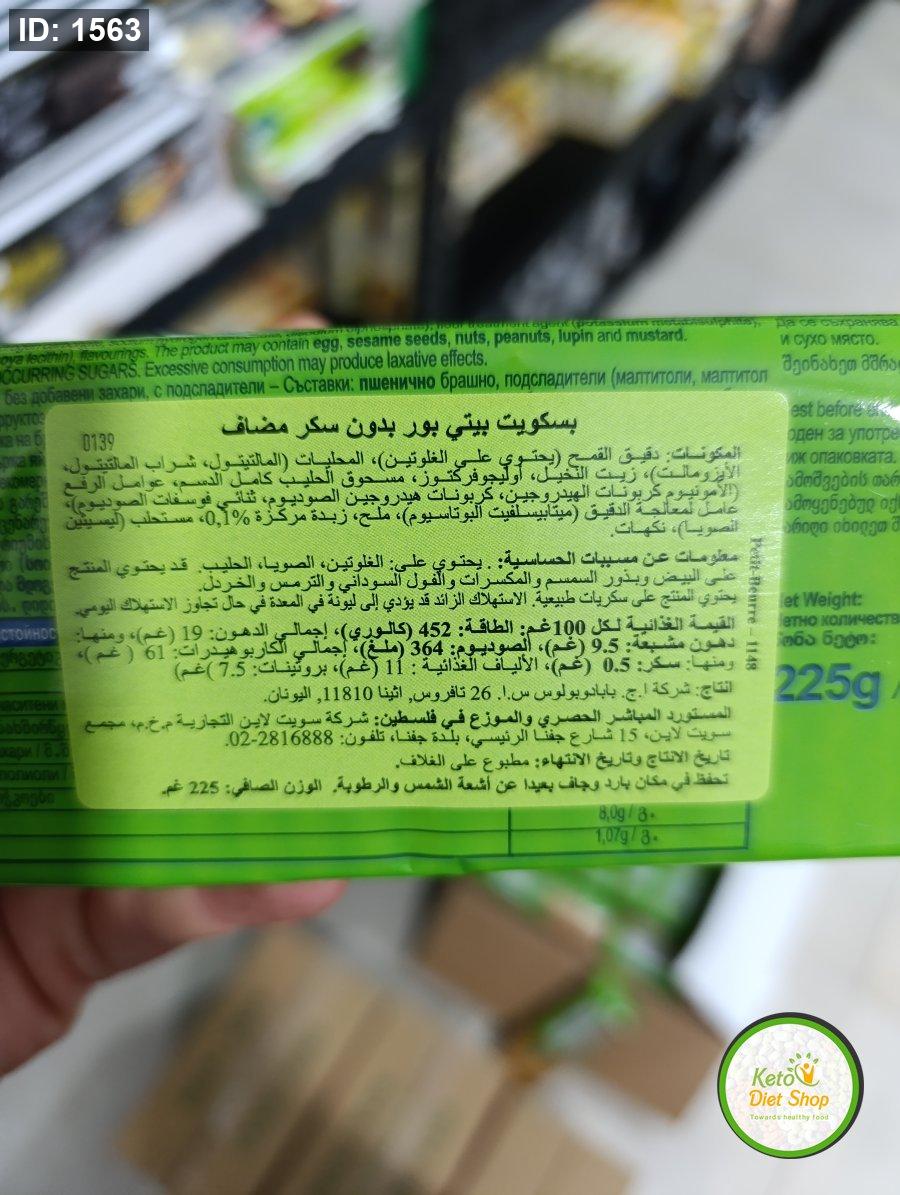 ID: 1563
oya lecithin), flavourings. The product may contain egg, sesame seeds, nuts, peanuts, lupin and mustard.
OCCURRING SUGARS. Excessive consumption may produce laxative effects.
без добавени захари, с подсладители – Съставки: пшенично брашно, подсладители (малтитоли, малтитол
и сухо място.
est before
0139
بسكويت بيتي بور بدون سكر مضاف
المكونات: دقيق القمح (يحتوي على الغلوتين)، المحليات (المالتيتول، شراب المالتيتول،
الأيزومالت)، زيت النخيل، أوليجوفركتوز، مسحوق الحليب كامل الدسم، عوامل الرفع
(الأمونيوم كربونات الهيدروجين، كربونات هيدروجين الصوديوم، ثنائي فوسفات الصوديوم)،
عامل لمعالجة الدقيق (ميتابيسلفيت البوتاسيوم)، ملح، زبدة مركزة 0,1%، مستحلب (ليسيثين
الصويا)، نكهات.
معلومات عن مسببات الحساسية: . يحتوي على: الغلوتين، الصويا، الحليب. قد يحتوي المنتج
على البيض وبذور السمسم والمكسرات والفول السوداني والترمس والخردل.
يحتوي المنتج على سكريات طبيعية. الاستهلاك الزائد قد يؤدي إلى ليونة في المعدة في حال تجاوز الاستهلاك اليومي.
القيمة الغذائية لكل 100غم: الطاقة: 452 (كالوري)، إجمالي الدهون: 19 (غم)، ومنها:
دهون مشبعة: 9.5 (غم)، الصوديوم: 364 (ملغ)، إجمالي الكاربوهيدرات: 61 (غم)،
ومنها: سكر: 0.5 (غم)، الألياف الغذائية : 11 (غم)، بروتينات: 7.5 (غم)
انتاج: شركة ا.ج. بابادوبولوس س.ا. 26 تافروس, اثينا 11810, اليونان.
المستورد المباشر الحصري والموزع في فلسطين: شركة سويت لاين التجارية م.خ.م، مجمع
سويت لاين، 15 شارع جفنا الرئيسي، بلدة جفنا، تلفون: 02-2816888.
تاريخ الانتاج وتاريخ الانتهاء: مطبوع على الغلاف.
تحفظ في مكان بارد وجاف بعيدا عن أشعة الشمس والرطوبة. الوزن الصافي: 225 غم.
Petit-Beurre – 1148
et Weight:
225g /
8,0g /
1,07g /
Keto
Diet Shop
Towards healthy food